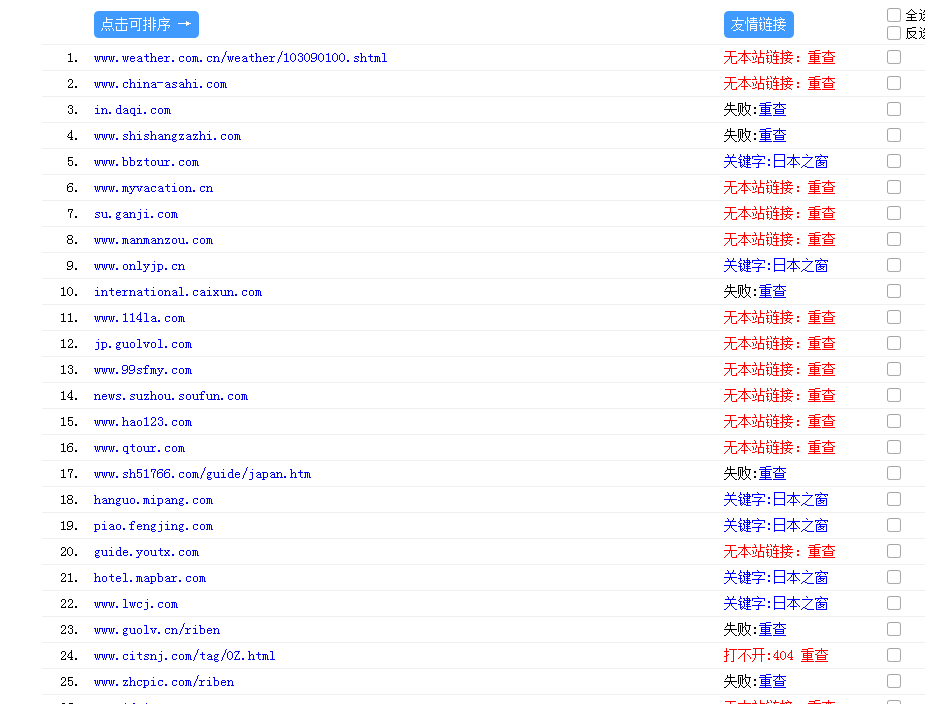 点击可排序 → 友情链接 全
反
1. www.weather.com.cn/weather/103090100.shtml 无本站链接: 重查
2. www.china-asahi.com 无本站链接: 重查
3. in.daqi.com 失败:重查
4. www.shishangzazhi.com 失败:重查
5. www.bbztour.com 关键字:日本之窗
6. www.myvacation.cn 无本站链接: 重查
7. su.ganji.com 无本站链接: 重查
8. www.manmanzou.com 无本站链接: 重查
9. www.onlyjp.cn 关键字:日本之窗
10. international.caixun.com 失败:重查
11. www.114la.com 无本站链接: 重查
12. jp.guolvol.com 无本站链接: 重查
13. www.99sfmy.com 无本站链接: 重查
14. news.suzhou.soufun.com 无本站链接: 重查
15. www.hao123.com 无本站链接: 重查
16. www.qtour.com 无本站链接: 重查
17. www.sh51766.com/guide/japan.htm 失败:重查
18. hanguo.mipang.com 关键字:日本之窗
19. piao.fengjing.com 关键字:日本之窗
20. guide.youtx.com 无本站链接: 重查
21. hotel.mapbar.com 关键字:日本之窗
22. www.lwcj.com 关键字:日本之窗
23. www.guolv.cn/riben 失败:重查
24. www.citsnj.com/tag/OZ.html 打不开:404 重查
25. www.zhcpic.com/riben 失败:重查